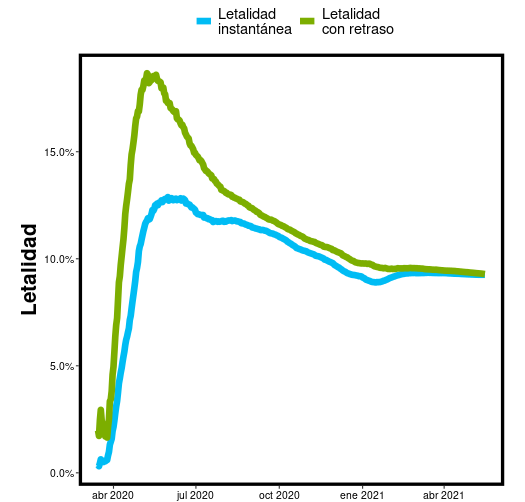 Letalidad
instantánea
Letalidad
con retraso
Letalidad
15.0%
10.0%
5.0%
0.0%
abr 2020
jul 2020
oct 2020
ene 2021
abr 2021